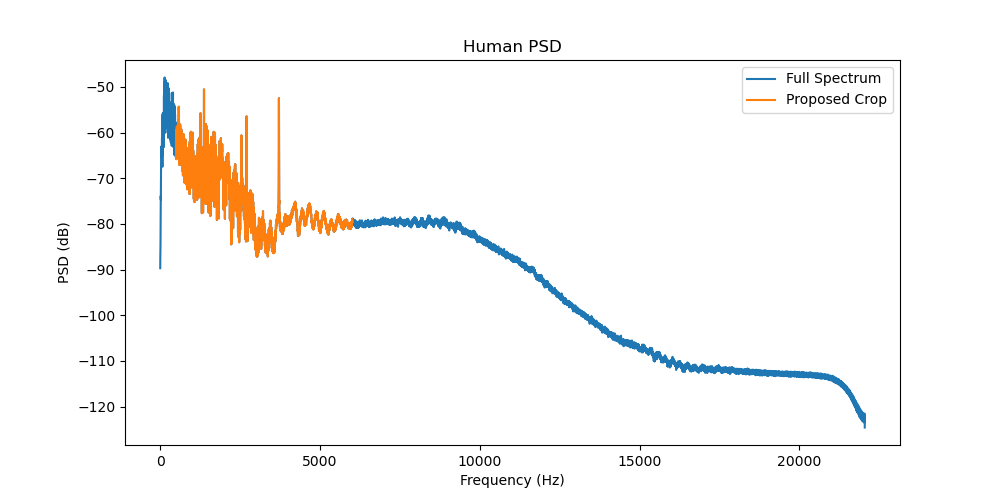 Human PSD
Full Spectrum
Proposed Crop
PSD (dB)
−50
−60
−70
−80
−90
−100
−110
−120
0
5000
10000
15000
20000
Frequency (Hz)